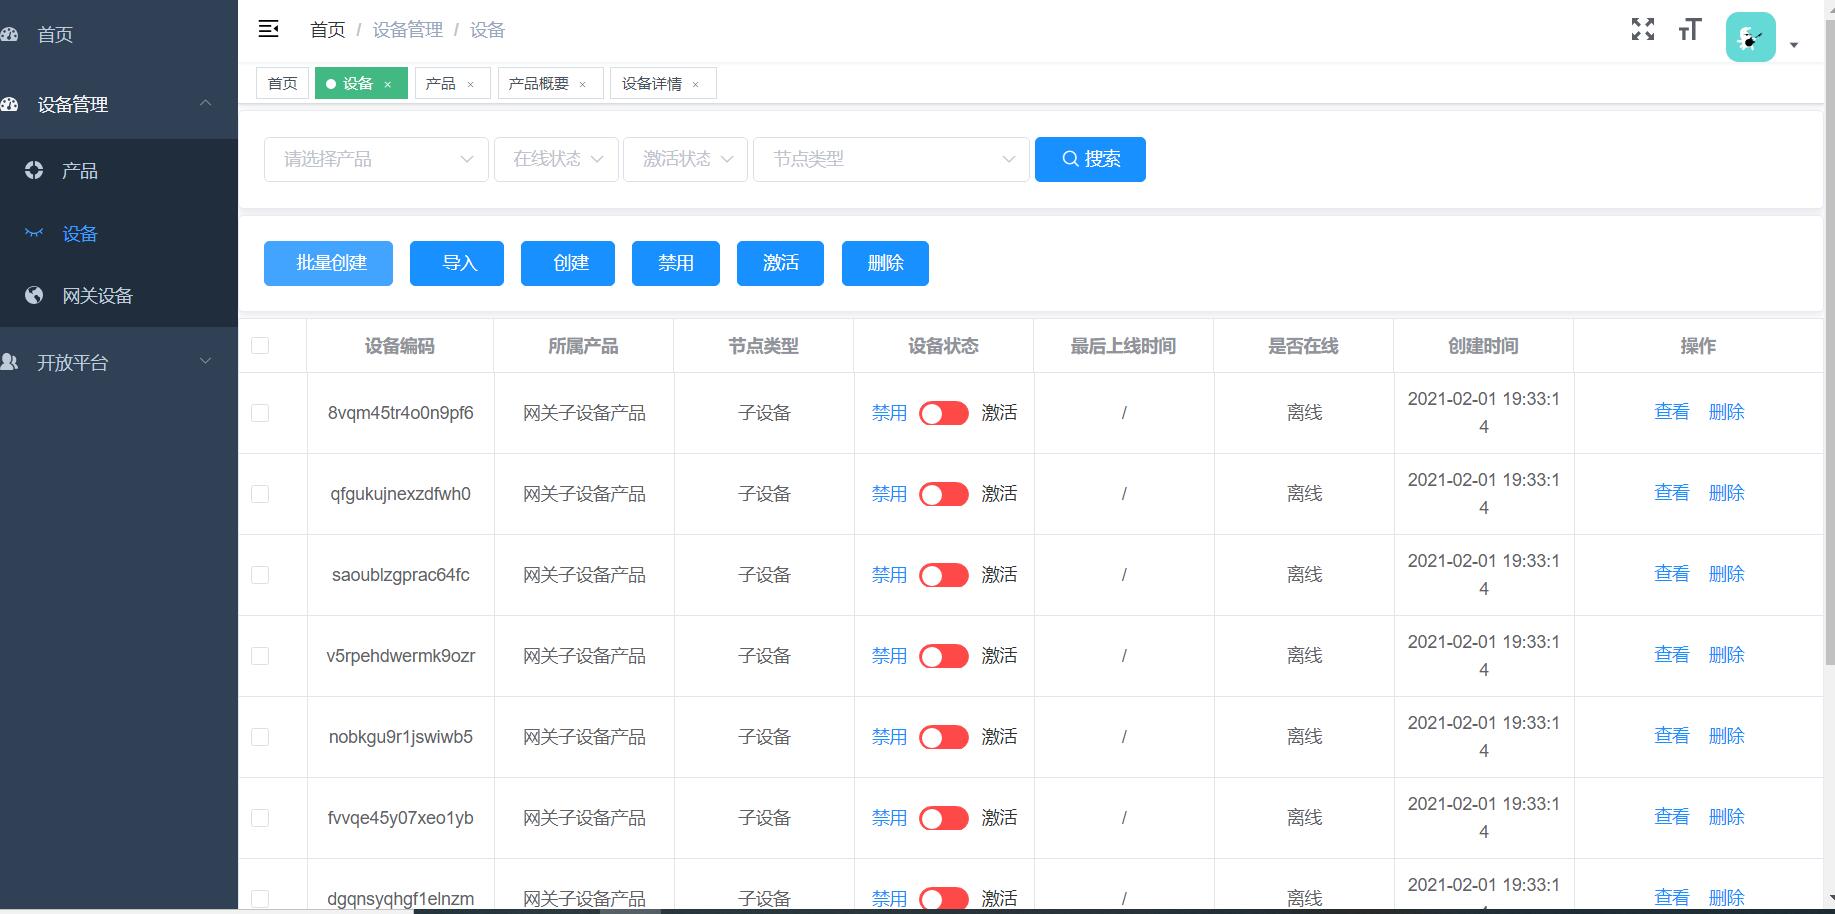 首页
设备管理
产品
设备
网关设备
开放平台
首页 / 设备管理 / 设备
首页 设备 × 产品 × 产品概要 × 设备详情 ×
请选择产品 在线状态 激活状态 节点类型 搜索
批量创建 导入 创建 禁用 激活 删除
设备编码 所属产品 节点类型 设备状态 最后上线时间 是否在线 创建时间 操作
8vqm45tr4o0n9pf6 网关子设备产品 子设备 禁用 激活 / 离线 2021-02-01 19:33:1 查看 删除
4
qfgukujnexzdfwh0 网关子设备产品 子设备 禁用 激活 / 离线 2021-02-01 19:33:1 查看 删除
4
saoublzgprac64fc 网关子设备产品 子设备 禁用 激活 / 离线 2021-02-01 19:33:1 查看 删除
4
v5rpehdwermk9ozr 网关子设备产品 子设备 禁用 激活 / 离线 2021-02-01 19:33:1 查看 删除
4
nobkgu9r1jswiwb5 网关子设备产品 子设备 禁用 激活 / 离线 2021-02-01 19:33:1 查看 删除
4
fvvqe45y07xeo1yb 网关子设备产品 子设备 禁用 激活 / 离线 2021-02-01 19:33:1 查看 删除
4
dgqnsyqhgf1elnzm 网关子设备产品 子设备 禁用 激活 / 离线 2021-02-01 19:33:1 查看 删除